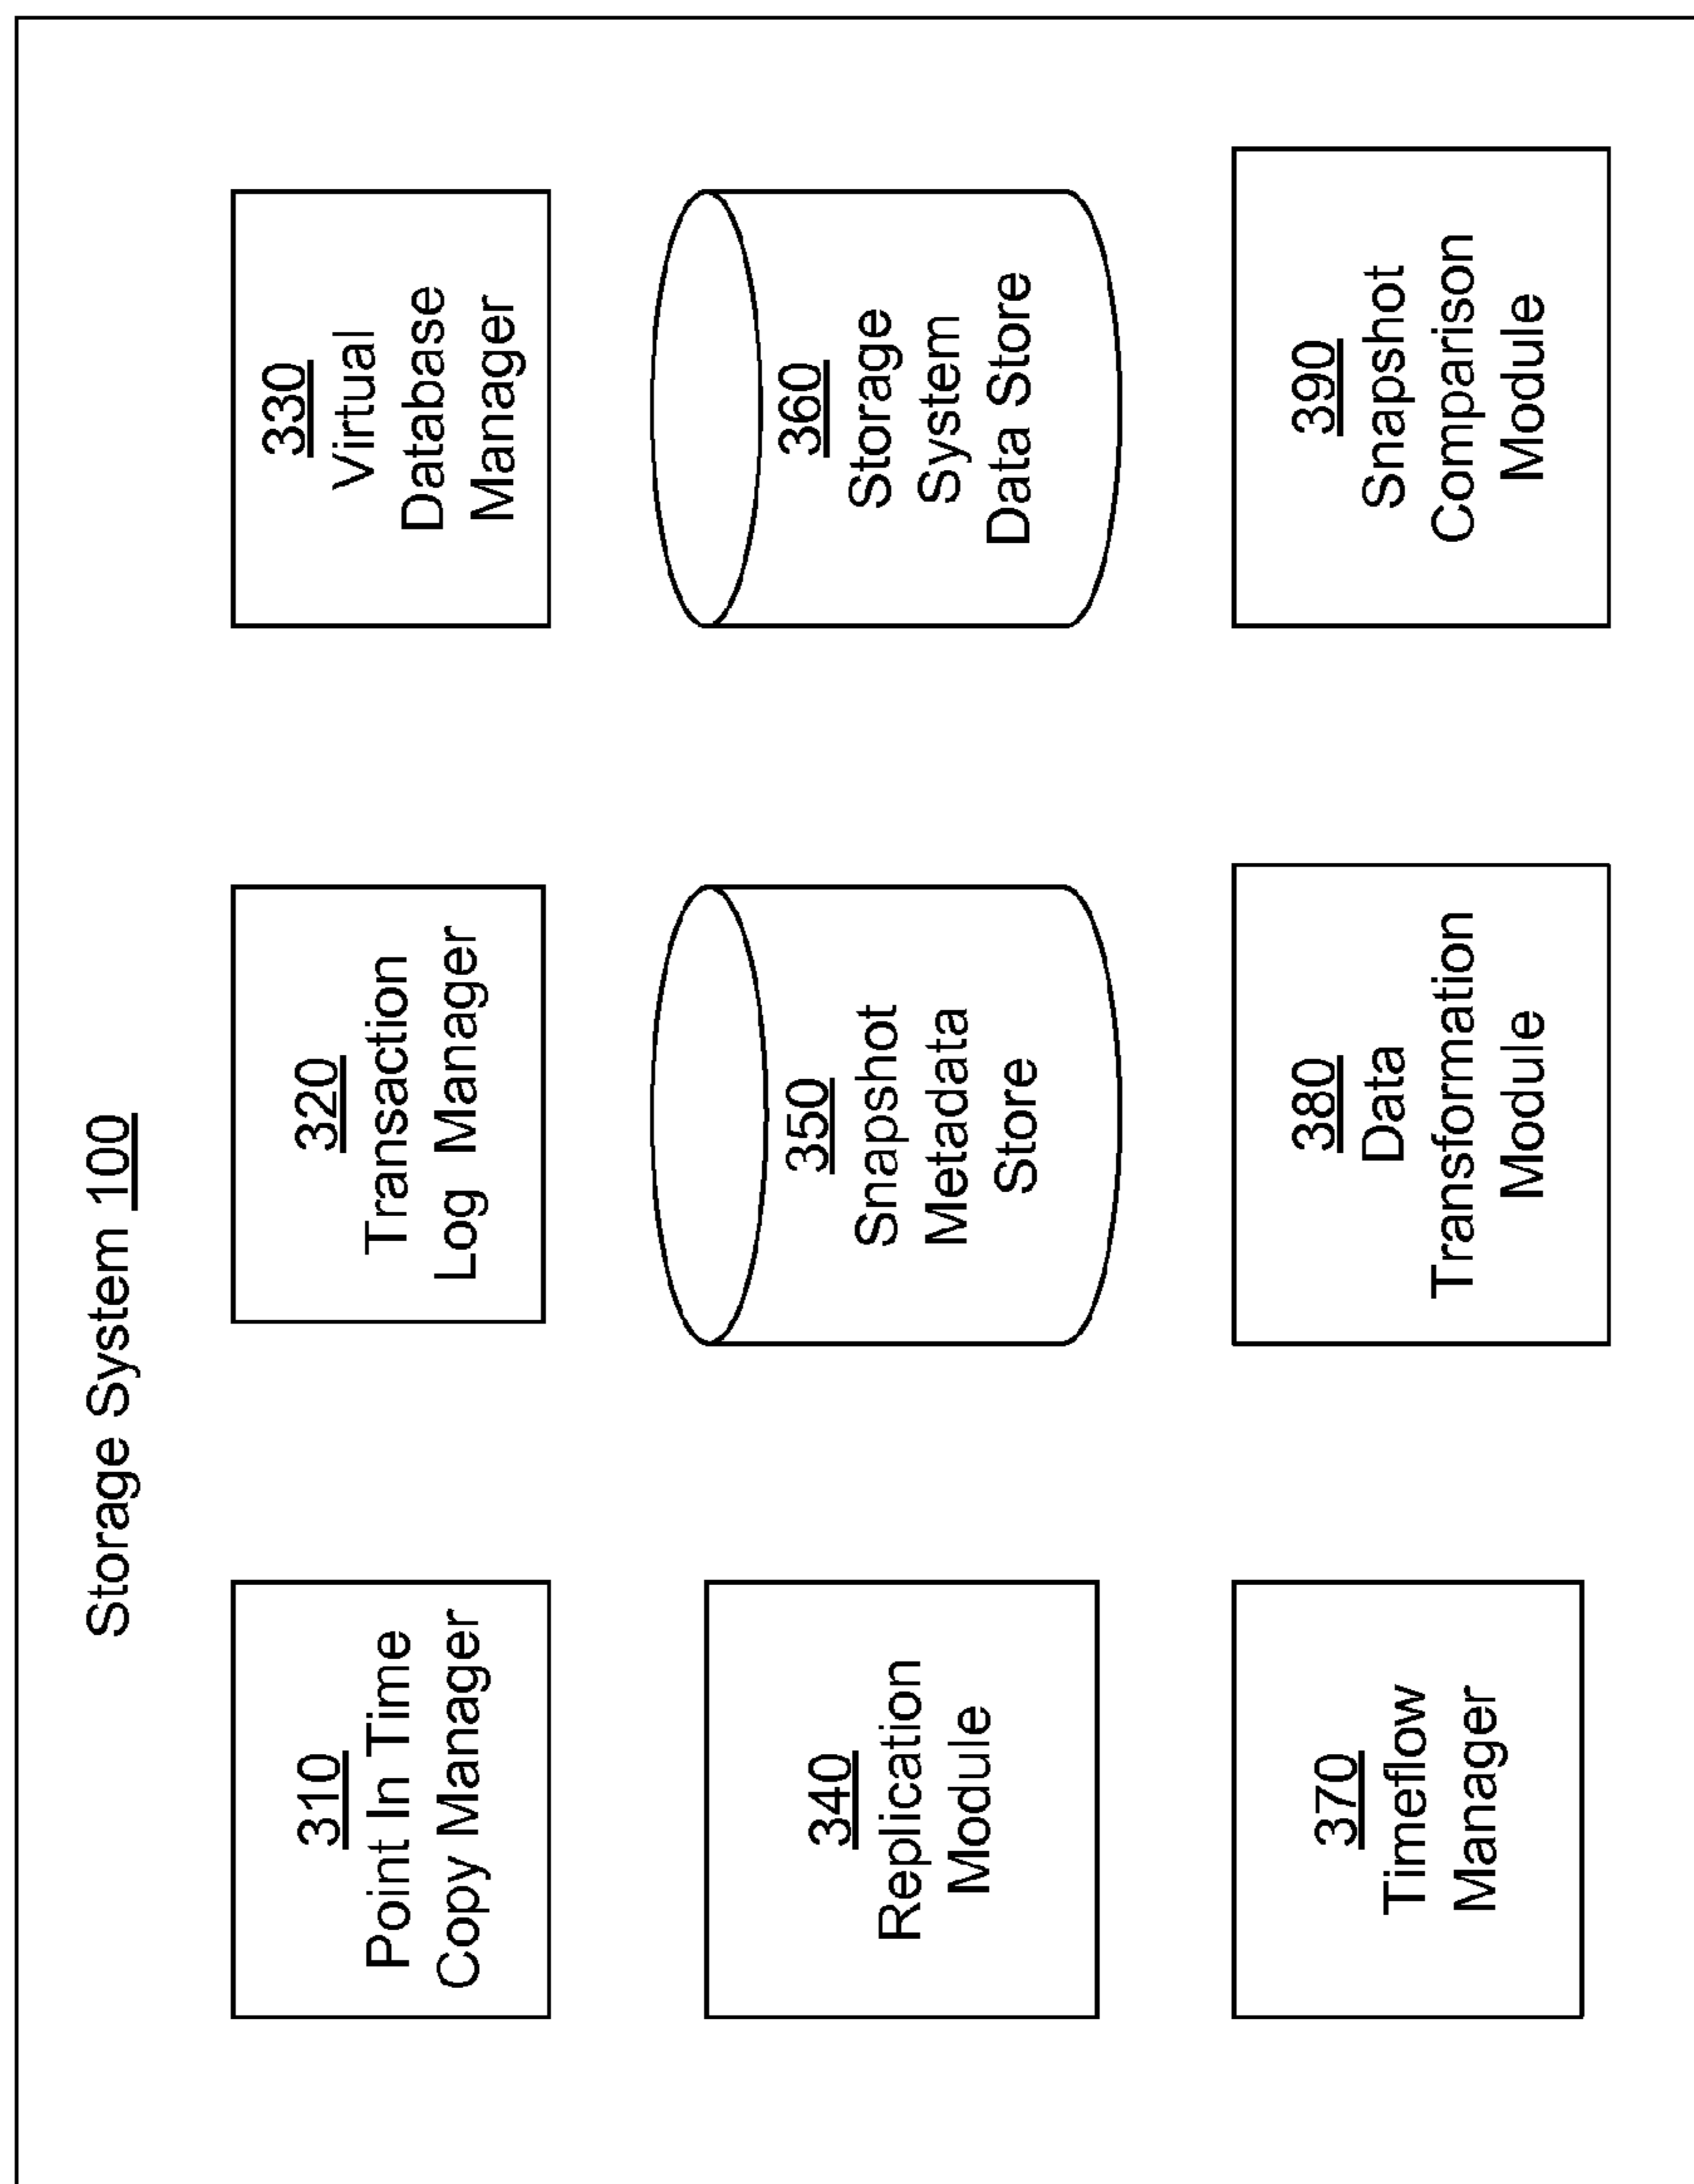 Storage System 100
310
Point In Time
Copy Manager
320
Transaction
Log Manager
330
Virtual
Database
Manager
340
Replication
Module
350
Snapshot
Metadata
Store
360
Storage
System
Data Store
370
Timeflow
Manager
380
Data
Transformation
Module
390
Snapshot
Comparison
Module